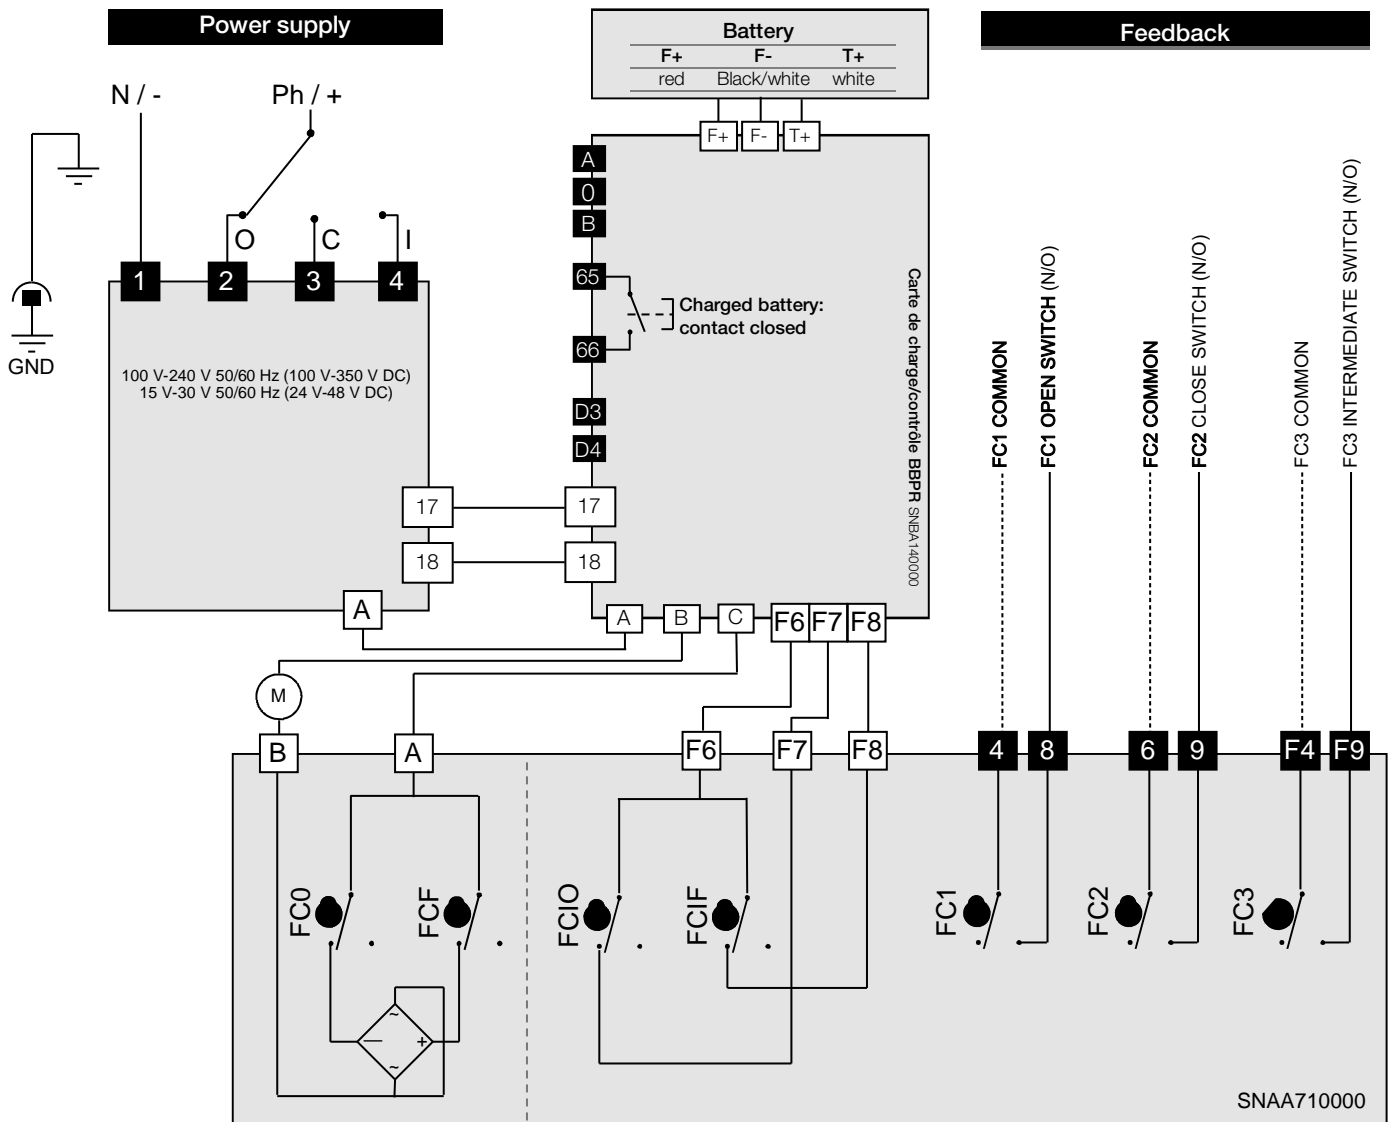 Power supply
Battery
F+ F- T+
red Black/white white
Feedback
N / -
Ph / +
F+ F- T+
A
0
B
O
C
I
1 2 3 4
65
66
Charged battery:
contact closed
GND
100 V-240 V 50/60 Hz (100 V-350 V DC)
15 V-30 V 50/60 Hz (24 V-48 V DC)
D3
D4
17
18
17
18
Carte de charge/contrôle BBPR SNBA140000
FC1 COMMON
FC1 OPEN SWITCH (N/O)
FC2 COMMON
FC2 CLOSE SWITCH (N/O)
FC3 COMMON
FC3 INTERMEDIATE SWITCH (N/O)
A
A B C F6 F7 F8
M
B A F6 F7 F8 4 8 6 9 F4 F9
FC0
FCF
FCIO
FCIF
FC1
FC2
FC3
~
— +
~
SNAA710000